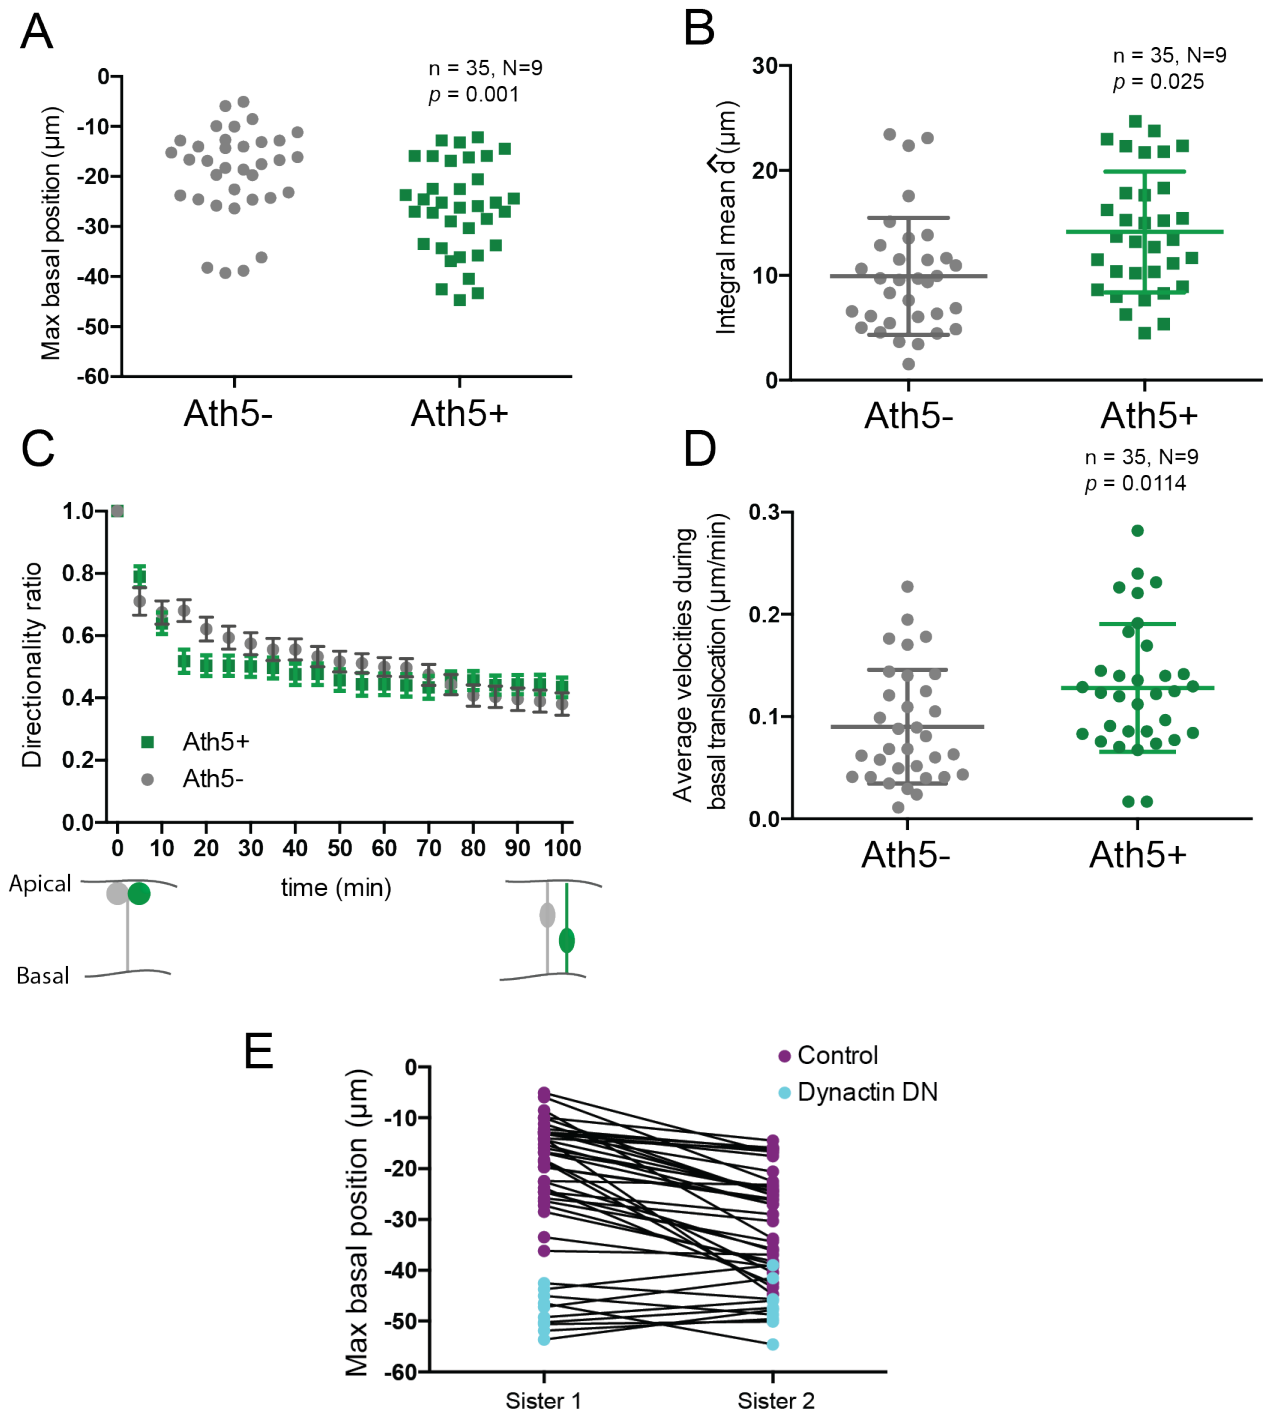 A
n = 35, N=9
p = 0.001
Max basal position (µm)
0
-10
-20
-30
-40
-50
-60
Ath5-
Ath5+
B
n = 35, N=9
p = 0.025
Integral mean d̂ (µm)
30
20
10
0
Ath5-
Ath5+
C
Directionality ratio
1.0
0.8
0.6
0.4
0.2
0.0
Ath5+
Ath5-
0 10 20 30 40 50 60 70 80 90 100
time (min)
Apical
Basal
D
n = 35, N=9
p = 0.0114
Average velocities during
basal translocation (µm/min)
0.3
0.2
0.1
0.0
Ath5-
Ath5+
E
Control
Dynactin DN
Max basal position (µm)
0
-10
-20
-30
-40
-50
-60
Sister 1
Sister 2